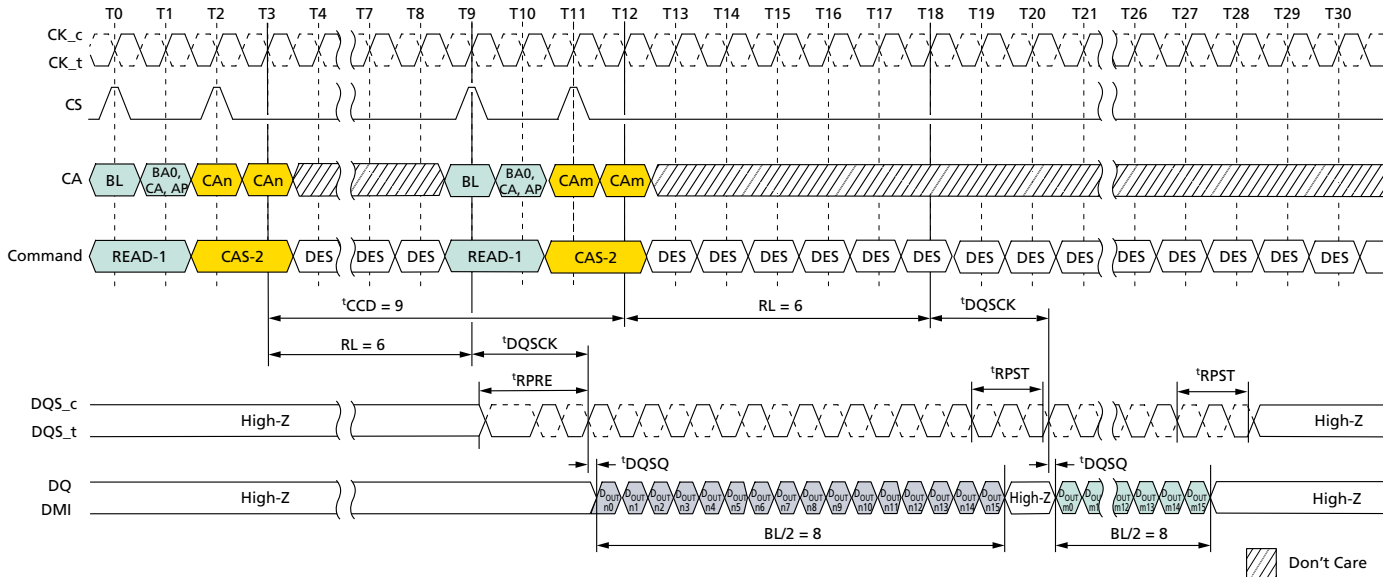 T0 T1 T2 T3 T4 T7 T8 T9 T10 T11 T12 T13 T14 T15 T16 T17 T18 T19 T20 T21 T26 T27 T28 T29 T30
CK_c
CK_t
CS
CA BL BA0, CA, AP CAn CAn BL BA0, CA, AP CAm CAm
Command READ-1 CAS-2 DES DES DES READ-1 CAS-2 DES DES DES DES DES DES DES DES DES DES DES DES DES DES
tCCD = 9 RL = 6 tDQSCK
RL = 6 tDQSCK
tRPRE tRPST tRPST
DQS_c
DQS_t
High-Z High-Z
tDQSQ tDQSQ
DQ
DMI
High-Z DOUT n0 DOUT n1 DOUT n2 DOUT n3 DOUT n4 DOUT n5 DOUT n6 DOUT n7 DOUT n8 DOUT n9 DOUT n10 DOUT n11 DOUT n12 DOUT n13 DOUT n14 DOUT n15 High-Z DOUT m0 DOUT m1 DOUT m12 DOUT m13 DOUT m14 DOUT m15 High-Z
BL/2 = 8 BL/2 = 8
Don't Care